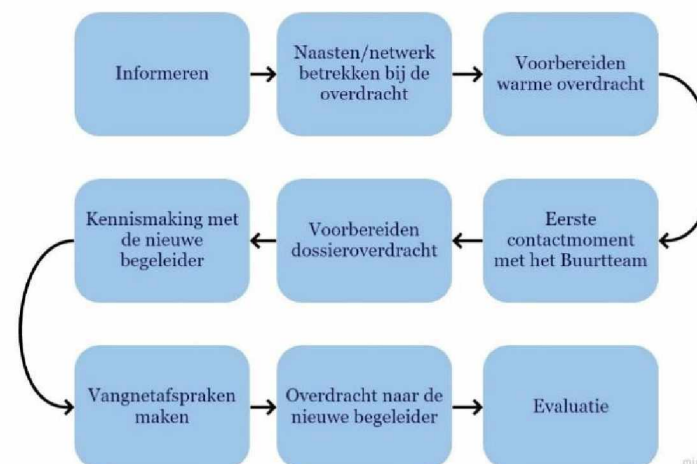 Informeren
Naasten/netwerk
betrekken bij de
overdracht
Voorbereiden
warme overdracht
Eerste
contactmoment
met het Buurtteam
Voorbereiden
dossieroverdracht
Kennismaking met
de nieuwe
begeleider
Vangnetafspraken
maken
Overdracht naar de
nieuwe begeleider
Evaluatie